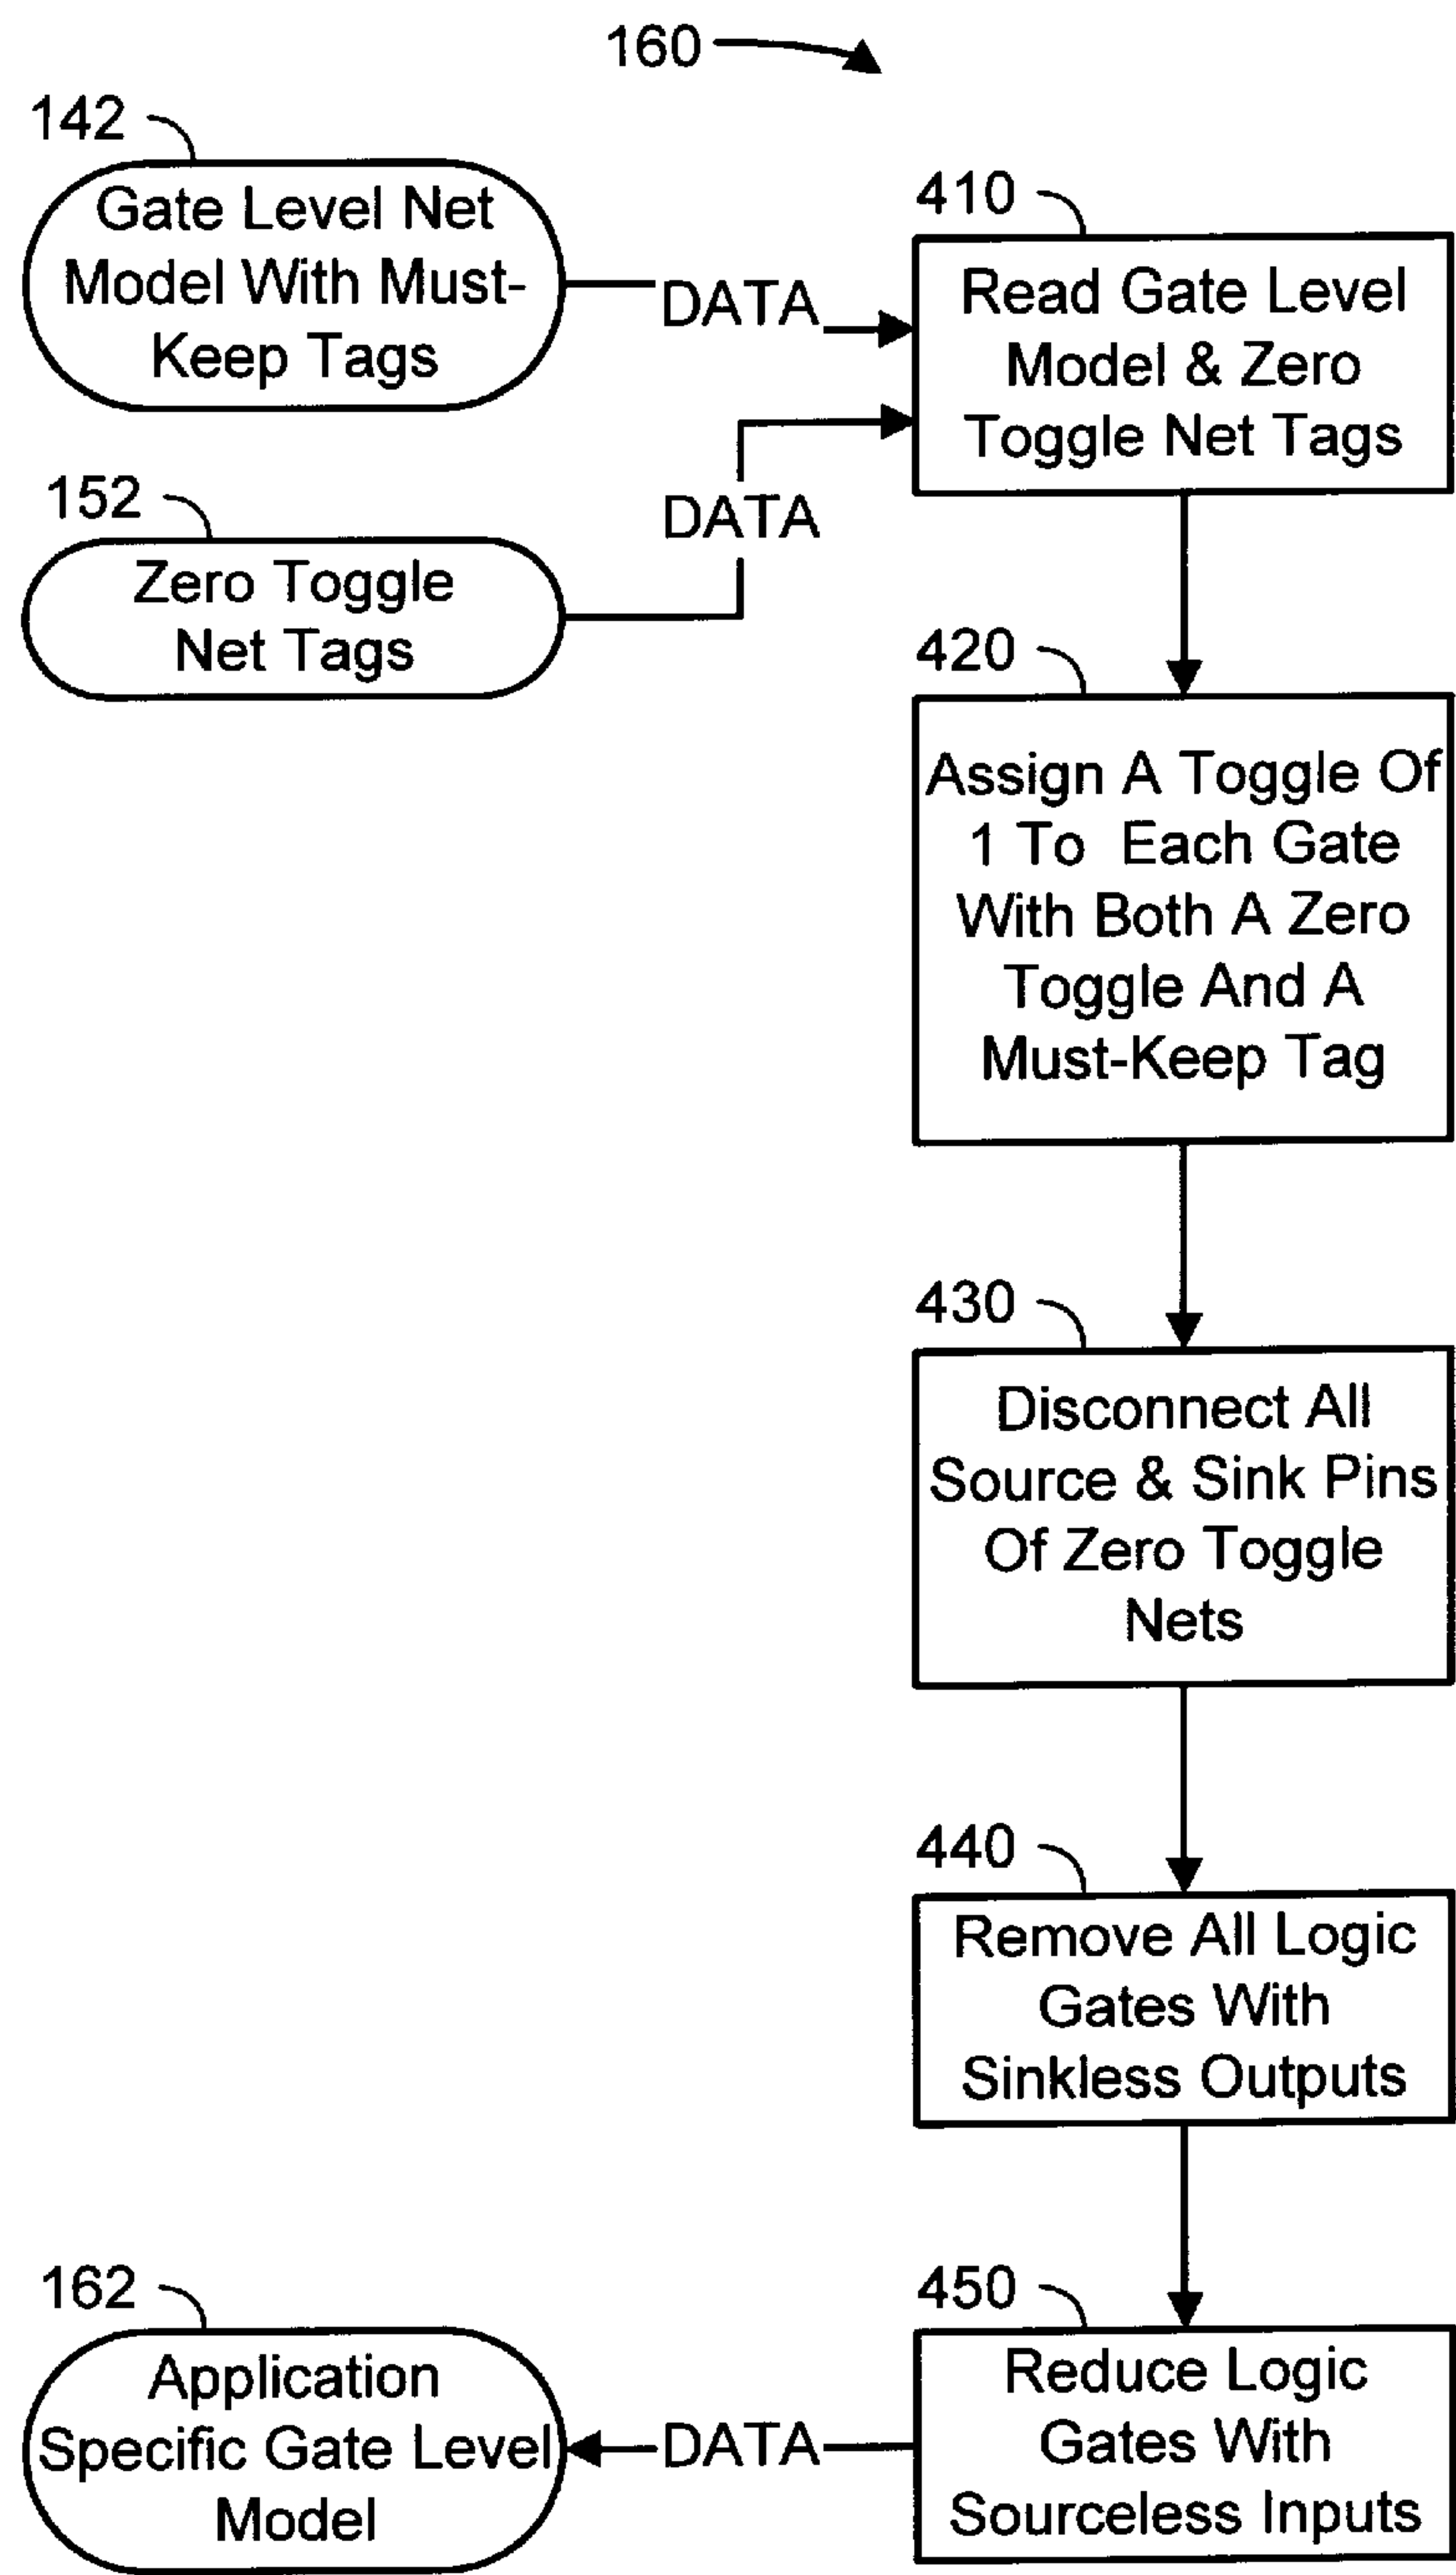 160
142
Gate Level Net
Model With Must-
Keep Tags
DATA
410
Read Gate Level
Model & Zero
Toggle Net Tags
152
Zero Toggle
Net Tags
DATA
420
Assign A Toggle Of
1 To Each Gate
With Both A Zero
Toggle And A
Must-Keep Tag
430
Disconnect All
Source & Sink Pins
Of Zero Toggle
Nets
440
Remove All Logic
Gates With
Sinkless Outputs
450
Reduce Logic
Gates With
Sourceless Inputs
DATA
162
Application
Specific Gate Level
Model